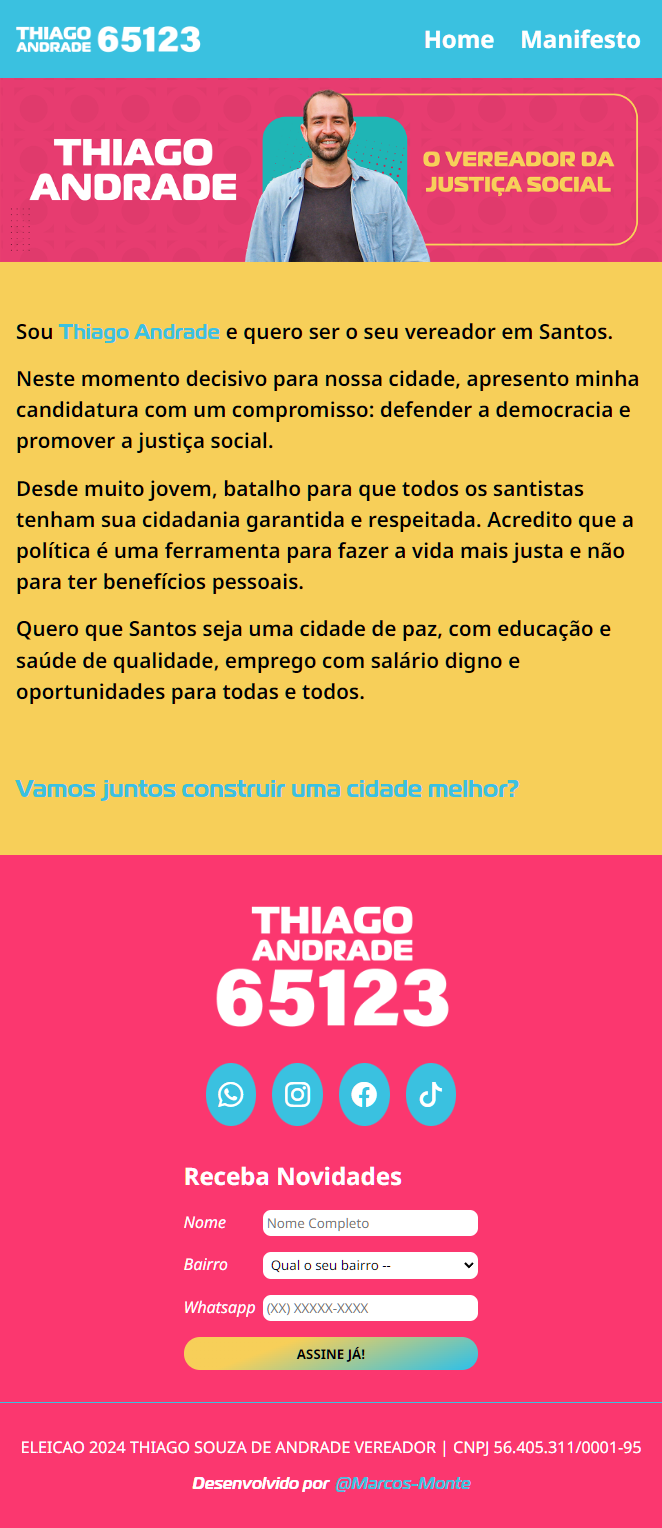 THIAGO
ANDRADE 65123
Home Manifesto
THIAGO
ANDRADE
O VEREADOR DA
JUSTIÇA SOCIAL
Sou Thiago Andrade e quero ser o seu vereador em Santos.
Neste momento decisivo para nossa cidade, apresento minha
candidatura com um compromisso: defender a democracia e
promover a justiça social.
Desde muito jovem, batalho para que todos os santistas
tenham sua cidadania garantida e respeitada. Acredito que a
política é uma ferramenta para fazer a vida mais justa e não
para ter benefícios pessoais.
Quero que Santos seja uma cidade de paz, com educação e
saúde de qualidade, emprego com salário digno e
oportunidades para todas e todos.
Vamos juntos construir uma cidade melhor?
THIAGO
ANDRADE
65123
Receba Novidades
Nome Nome Completo
Bairro Qual o seu bairro --
Whatsapp (XX) XXXXX-XXXX
ASSINE JÁ!
ELEICAO 2024 THIAGO SOUZA DE ANDRADE VEREADOR | CNPJ 56.405.311/0001-95
Desenvolvido por @Marcos-Monte